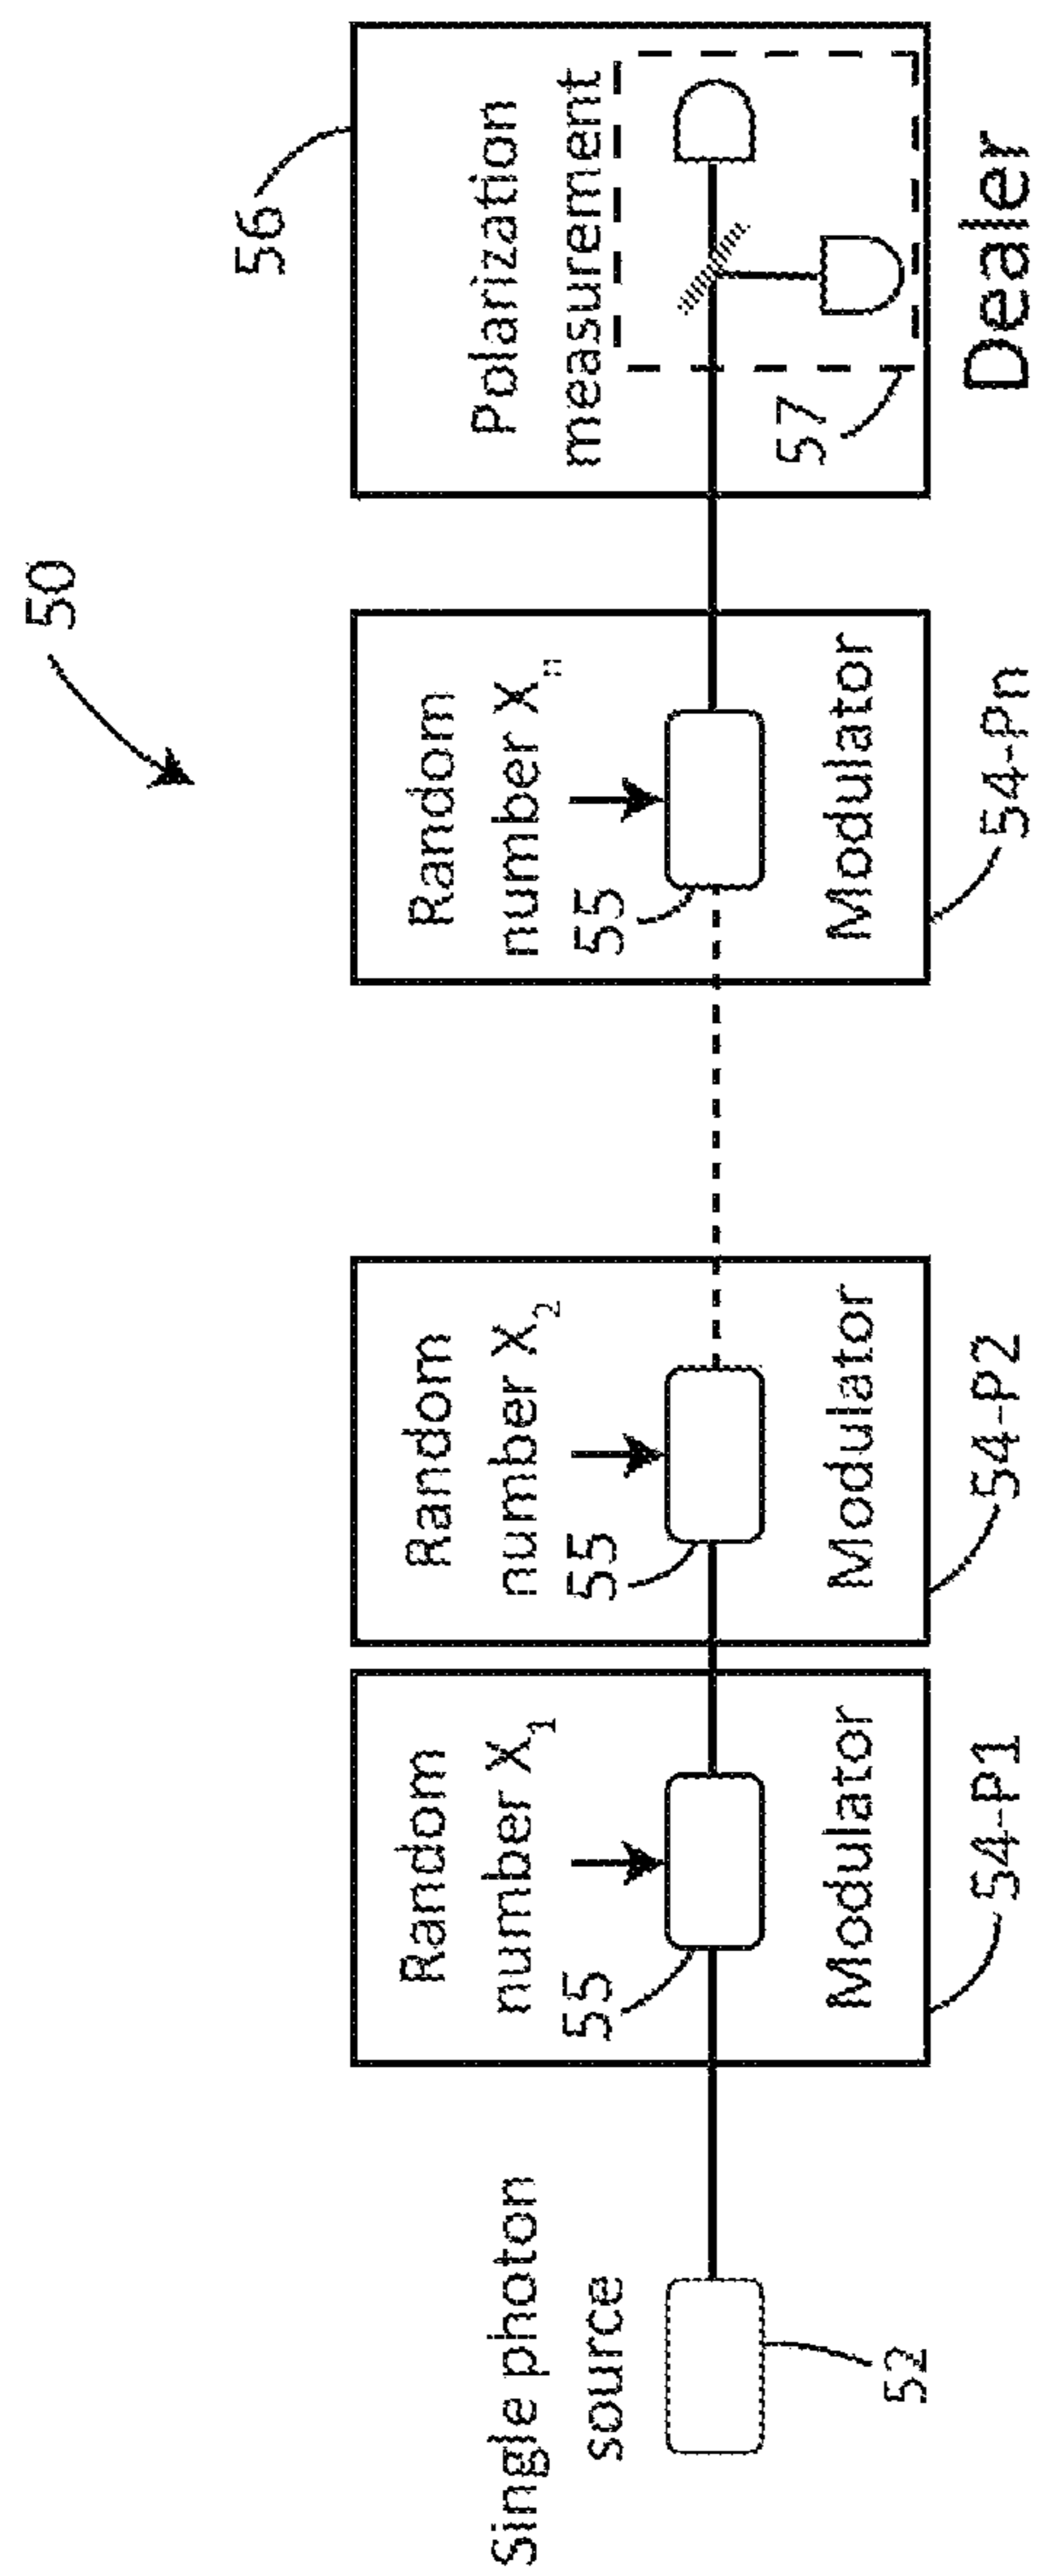 50
Single photon
source
52
Random
number X₁
55
Modulator
54-P1
Random
number X₂
55
Modulator
54-P2
Random
number Xₙ
55
Modulator
54-Pn
56
Polarization
measurement
57
Dealer